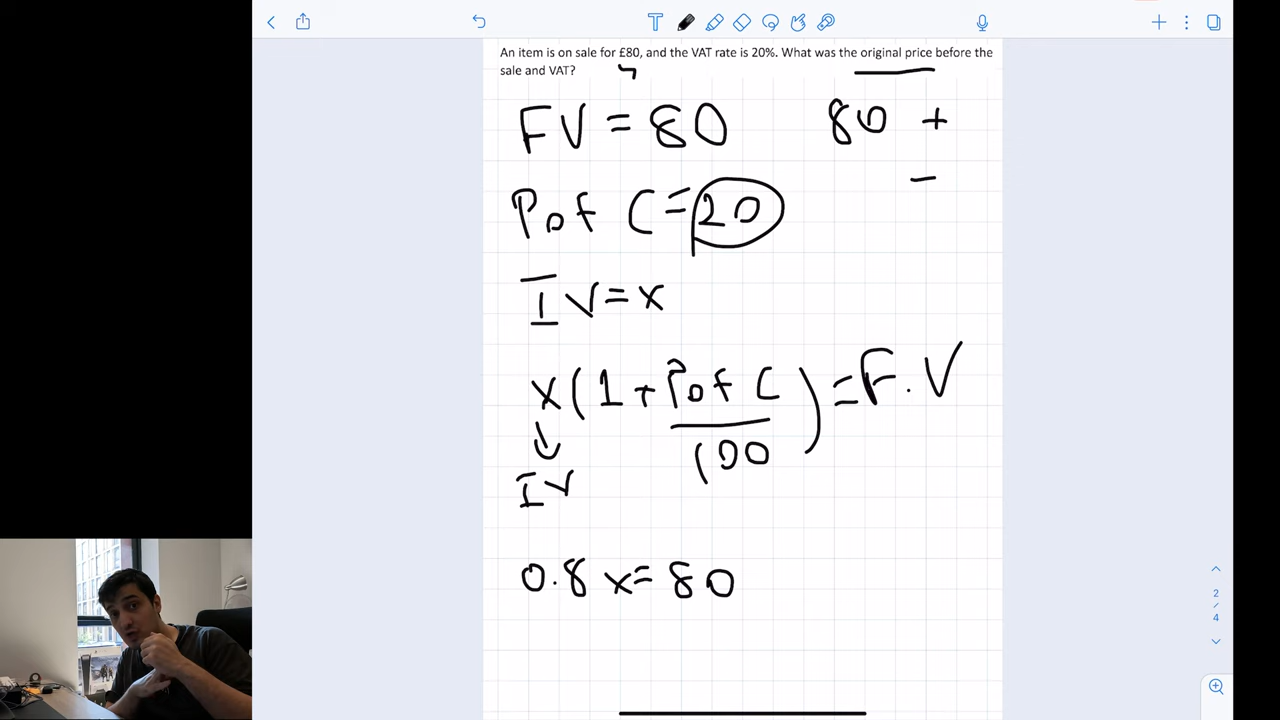 An item is on sale for £80, and the VAT rate is 20%. What was the original price before the
sale and VAT?
FV = 80
80 +
-
P of C = 20
IV = x
x ( 1 + P of C / 100 ) = F.V
IV
0.8 x = 80
T
2
/
4